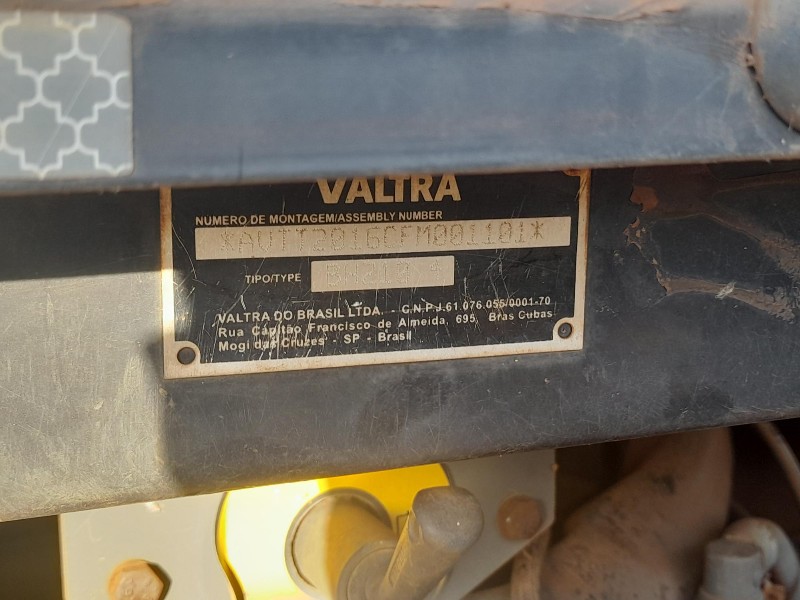 VALTRA
NUMERO DE MONTAGEM/ASSEMBLY NUMBER
*AVTT2016CFM001101*
TIPO/TYPE
VALTRA DO BRASIL LTDA. - C.N.P.J.61.076.055/0001-70
Rua Capitão Francisco de Almeida, 695, Bras Cubas
Mogi das Cruzes - SP - Brasil